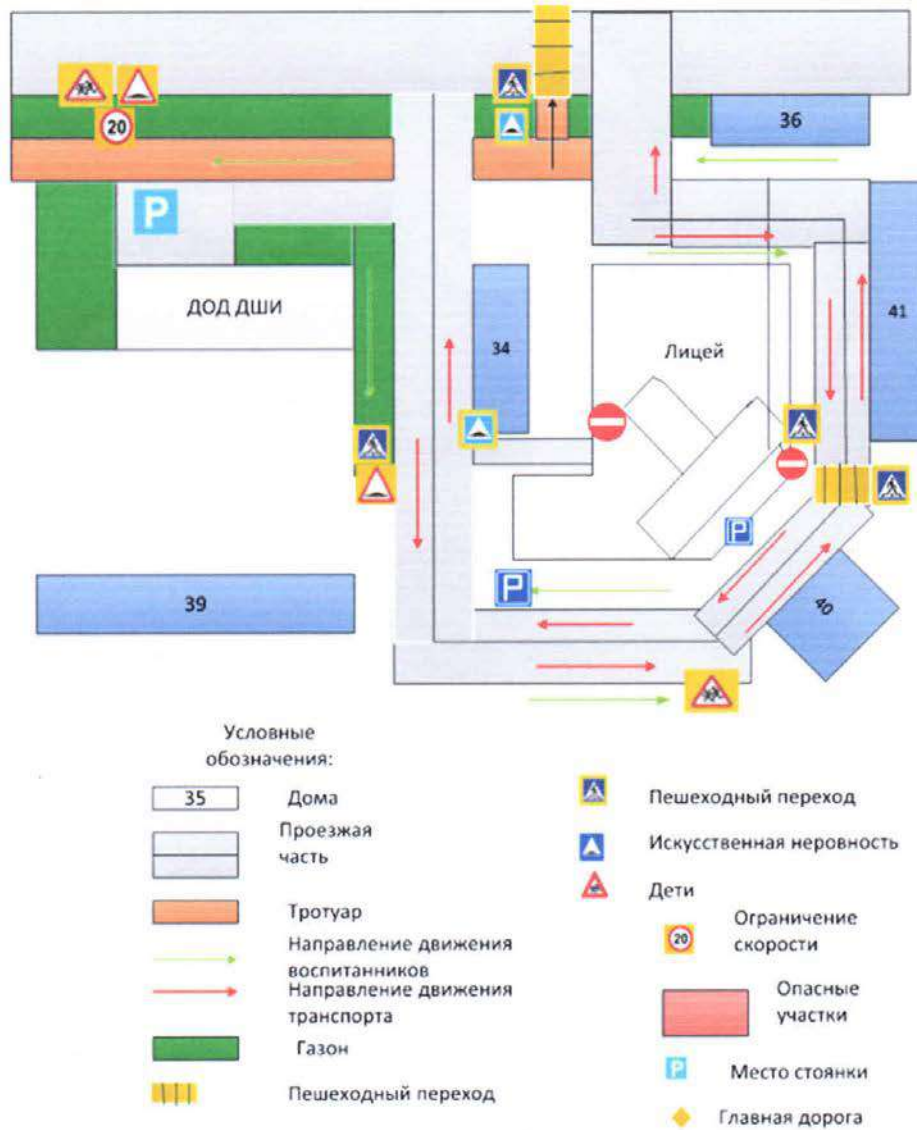 20
36
P
ДОД ДШИ
34
Лицей
41
P
P
39
40
Условные
обозначения:
35
Дома
Проезжая
часть
Тротуар
Направление движения
воспитанников
Направление движения
транспорта
Газон
Пешеходный переход
Пешеходный переход
Искусственная неровность
Дети
20
Ограничение
скорости
Опасные
участки
P
Место стоянки
Главная дорога